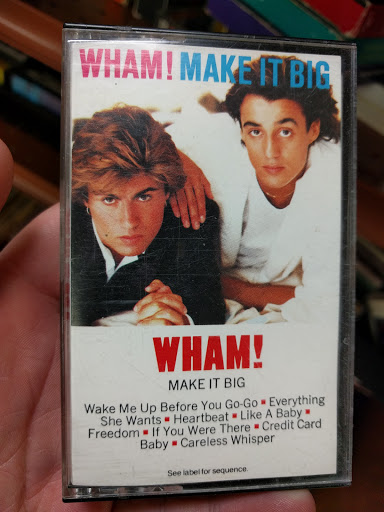 WHAM! MAKE IT BIG
WHAM!
MAKE IT BIG
Wake Me Up Before You Go-Go ▪ Everything
She Wants ▪ Heartbeat ▪ Like A Baby ▪
Freedom ▪ If You Were There ▪ Credit Card
Baby ▪ Careless Whisper
See label for sequence.